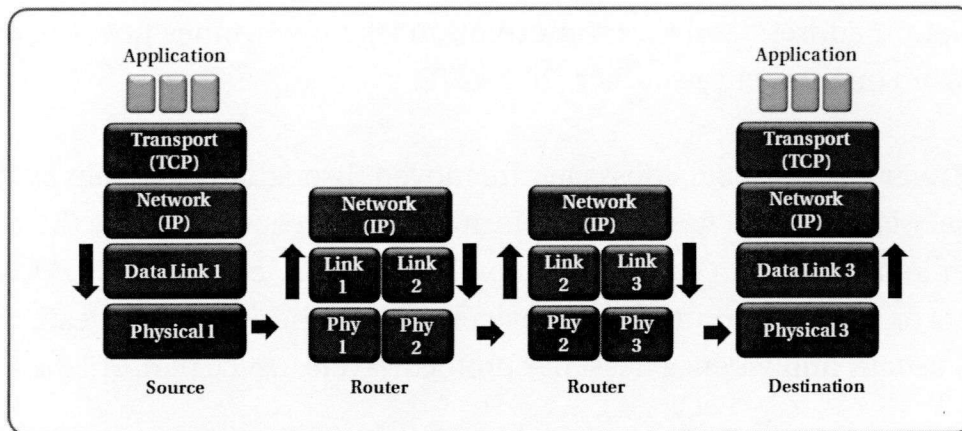 Application
Transport
(TCP)
Network
(IP)
Data Link 1
Physical 1
Source
Network
(IP)
Link
1
Link
2
Phy
1
Phy
2
Router
Network
(IP)
Link
2
Link
3
Phy
2
Phy
3
Router
Application
Transport
(TCP)
Network
(IP)
Data Link 3
Physical 3
Destination